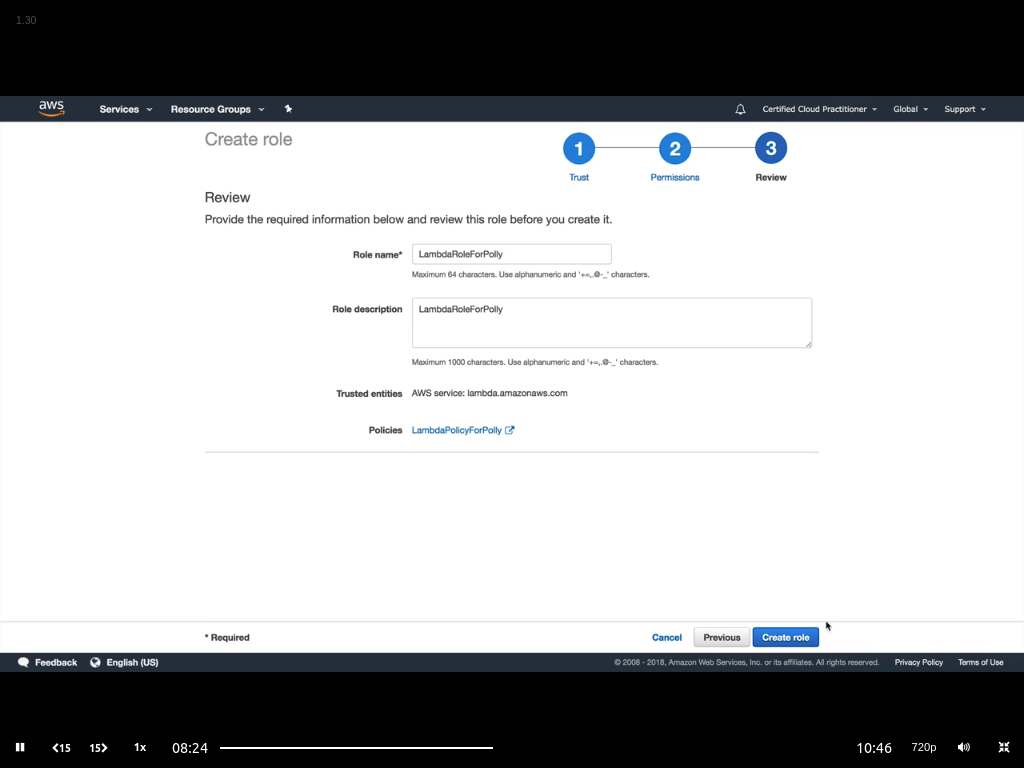 1.30
aws Services Resource Groups Certified Cloud Practitioner Global Support
Create role
1 2 3
Trust Permissions Review
Review
Provide the required information below and review this role before you create it.
Role name* LambdaRoleForPolly
Maximum 64 characters. Use alphanumeric and '+=,.@-_' characters.
Role description LambdaRoleForPolly
Maximum 1000 characters. Use alphanumeric and '+=,.@-_' characters.
Trusted entities AWS service: lambda.amazonaws.com
Policies LambdaPolicyForPolly
* Required Cancel Previous Create role
Feedback English (US) © 2008 - 2018, Amazon Web Services, Inc. or its affiliates. All rights reserved. Privacy Policy Terms of Use
15 15 1x 08:24 10:46 720p